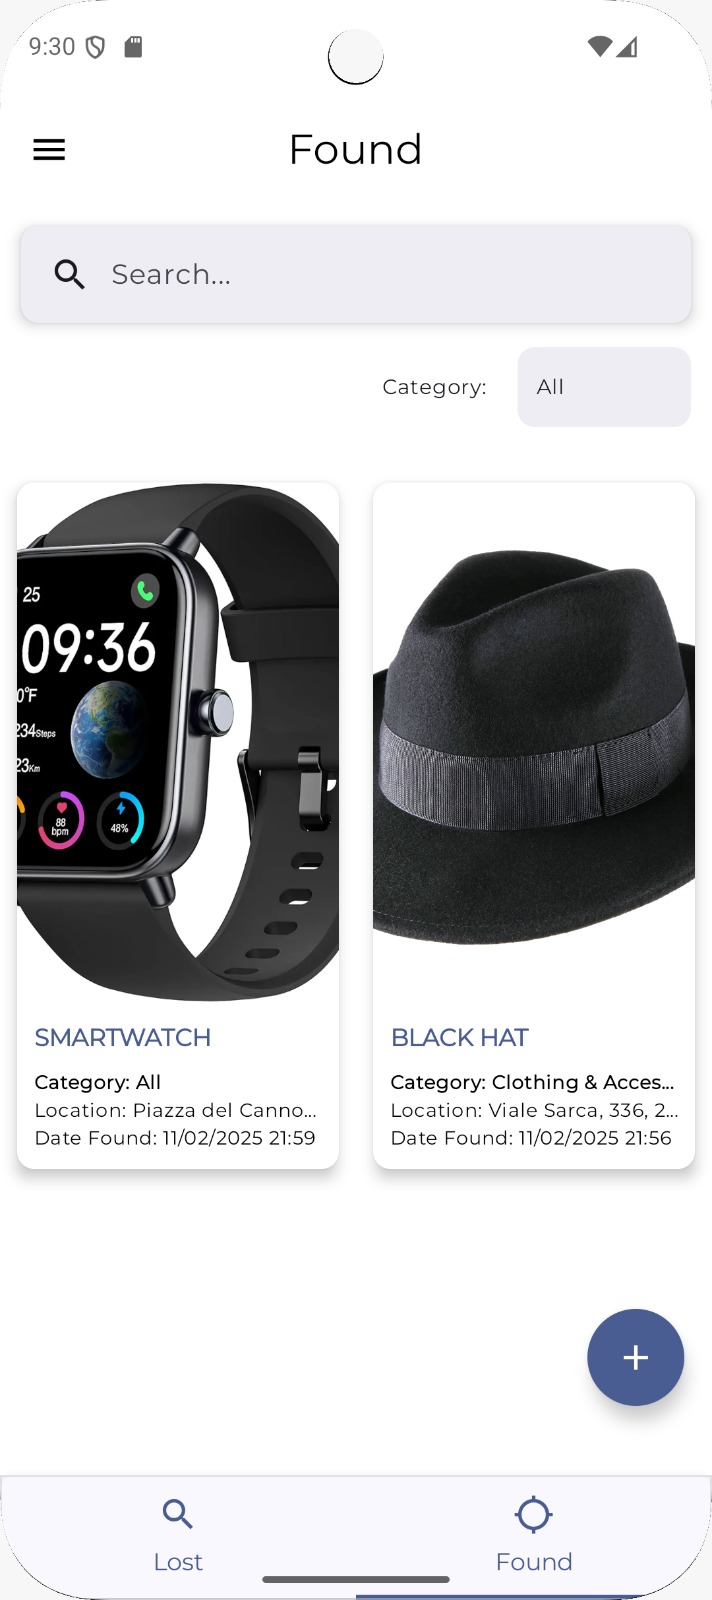 9:30
Found
Search...
Category: All
25
09:36
0°F
234Steps
23Km
88
bpm
48%
SMARTWATCH
Category: All
Location: Piazza del Canno...
Date Found: 11/02/2025 21:59
BLACK HAT
Category: Clothing & Acces...
Location: Viale Sarca, 336, 2...
Date Found: 11/02/2025 21:56
Lost
Found